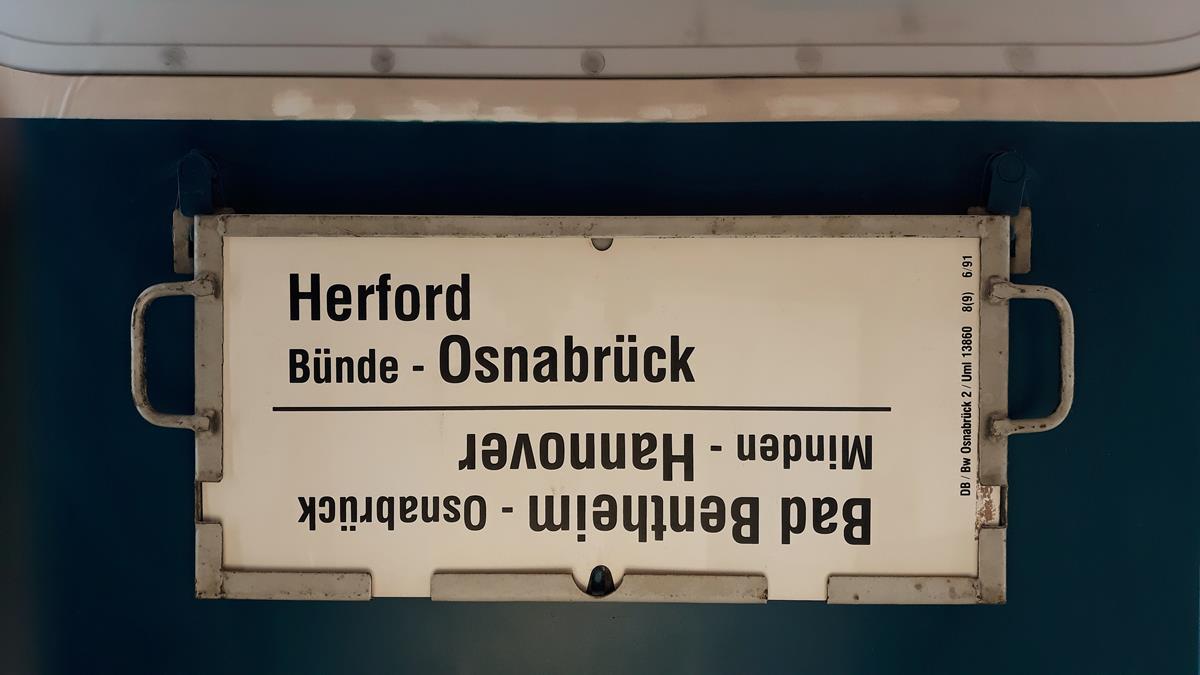 Herford
Bünde - Osnabrück
Bad Bentheim - Osnabrück
Minden - Hannover
DB / Bw Osnabrück 2 / Uml 13860 8(9) 6/91